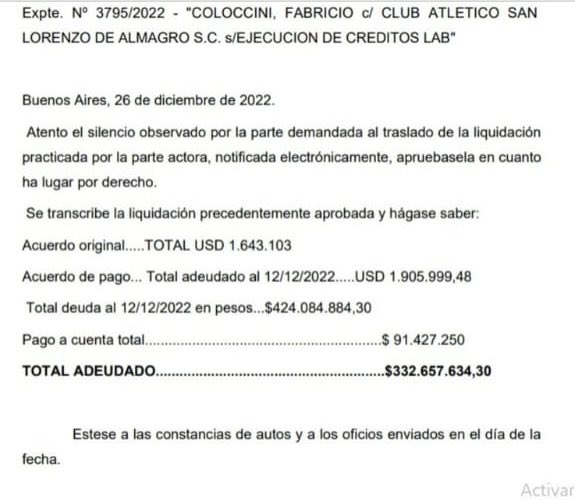 Expte. Nº 3795/2022 - "COLOCCINI, FABRICIO c/ CLUB ATLETICO SAN
LORENZO DE ALMAGRO S.C. s/EJECUCION DE CREDITOS LAB"
Buenos Aires, 26 de diciembre de 2022.
Atento el silencio observado por la parte demandada al traslado de la liquidación
practicada por la parte actora, notificada electrónicamente, apruebasela en cuanto
ha lugar por derecho.
Se transcribe la liquidación precedentemente aprobada y hágase saber:
Acuerdo original.....TOTAL USD 1.643.103
Acuerdo de pago... Total adeudado al 12/12/2022.....USD 1.905.999,48
Total deuda al 12/12/2022 en pesos...$424.084.884,30
Pago a cuenta total..........................................................$ 91.427.250
TOTAL ADEUDADO.........................................................$332.657.634,30
Estese a las constancias de autos y a los oficios enviados en el día de la
fecha.
Activar